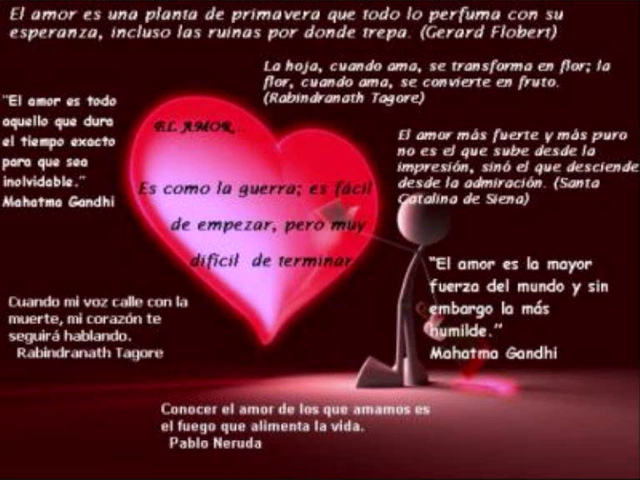 El amor es una planta de primavera que todo lo perfuma con su
esperanza, incluso las ruinas por donde trepa. (Gerard Flobert)
La hoja, cuando ama, se transforma en flor; la
flor, cuando ama, se convierte en fruto.
(Rabindranath Tagore)
"El amor es todo
aquello que dura
el tiempo exacto
para que sea
inolvidable."
Mahatma Gandhi
EL AMOR...
Es como la guerra; es fácil
de empezar, pero muy
difícil de terminar
El amor más fuerte y más puro
no es el que sube desde la
impresión, sinó el que desciende
desde la admiración. (Santa
Catalina de Siena)
"El amor es la mayor
fuerza del mundo y sin
embargo la más
humilde."
Mahatma Gandhi
Cuando mi voz calle con la
muerte, mi corazón te
seguirá hablando.
Rabindranath Tagore
Conocer el amor de los que amamos es
el fuego que alimenta la vida.
Pablo Neruda